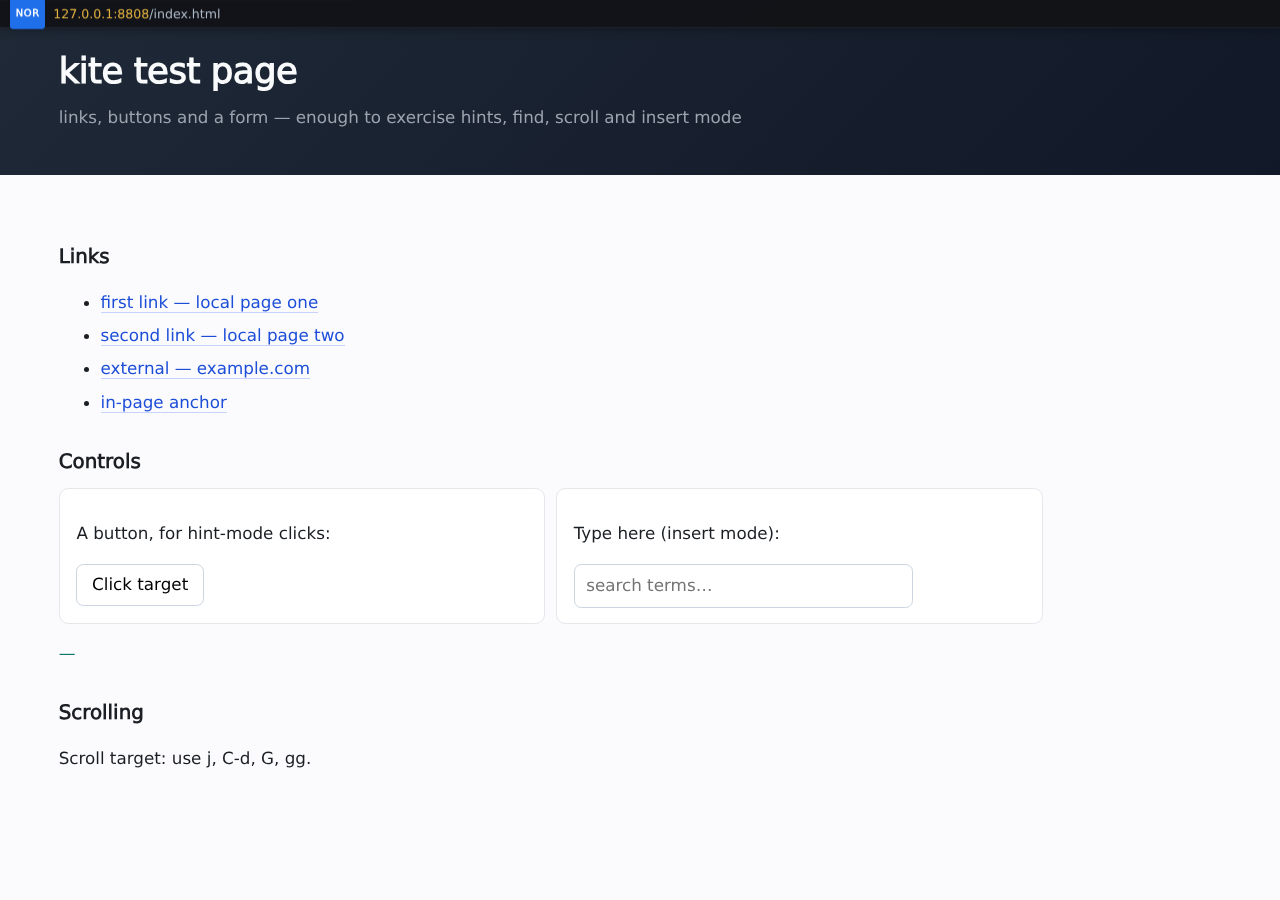 NOR 127.0.0.1:8808/index.html
kite test page
links, buttons and a form — enough to exercise hints, find, scroll and insert mode
Links
first link — local page one
second link — local page two
external — example.com
in-page anchor
Controls
A button, for hint-mode clicks:
Click target
Type here (insert mode):
search terms...
—
Scrolling
Scroll target: use j, C-d, G, gg.